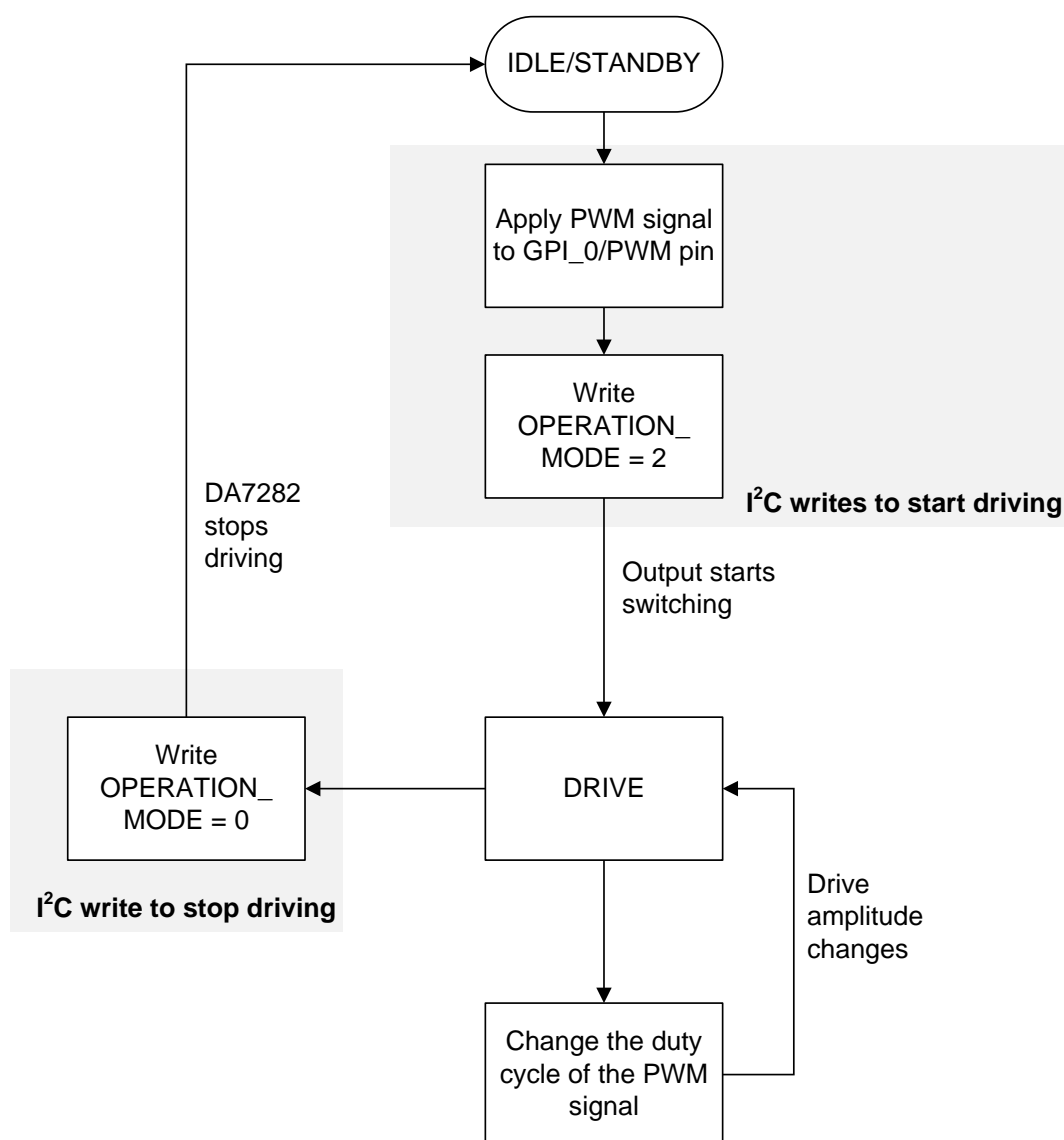 IDLE/STANDBY
Apply PWM signal
to GPI_0/PWM pin
Write
OPERATION_
MODE = 2
I²C writes to start driving
DA7282
stops
driving
Output starts
switching
Write
OPERATION_
MODE = 0
I²C write to stop driving
DRIVE
Drive
amplitude
changes
Change the duty
cycle of the PWM
signal